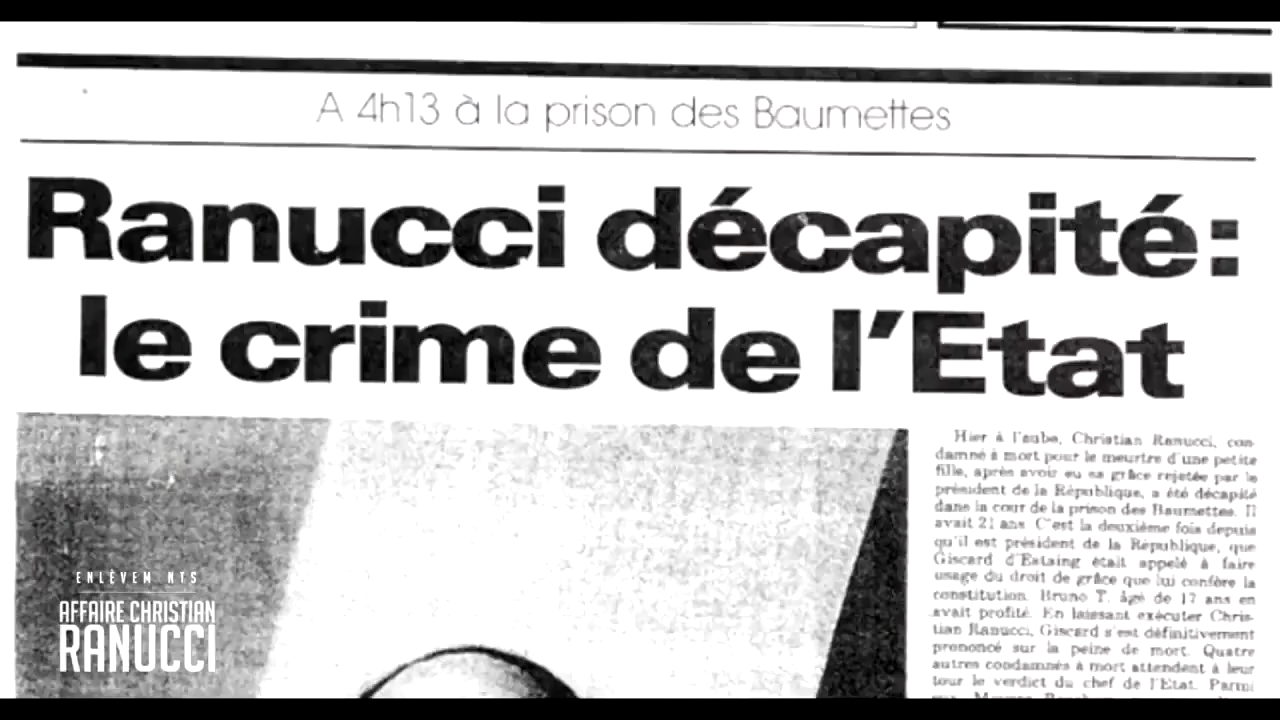 A 4h13 à la prison des Baumettes
Ranucci décapité:
le crime de l'Etat
Hier à l'aube, Christian Ranucci, con-
damné à mort pour le meurtre d'une petite
fille, après avoir eu sa grâce rejetée par le
président de la République, a été décapité
dans la cour de la prison des Baumettes. Il
avait 21 ans. C'est la deuxième fois depuis
qu'il est président de la République, que
Giscard d'Estaing était appelé à faire
usage du droit de grâce que lui confère la
constitution. Bruno T. âgé de 17 ans en
avait profité. En laissant exécuter Chris-
tian Ranucci, Giscard s'est définitivement
prononcé sur la peine de mort. Quatre
autres condamnés à mort attendent à leur
tour le verdict du chef de l'Etat. Parmi
ENLÈVEM NTS
AFFAIRE CHRISTIAN
RANUCCI